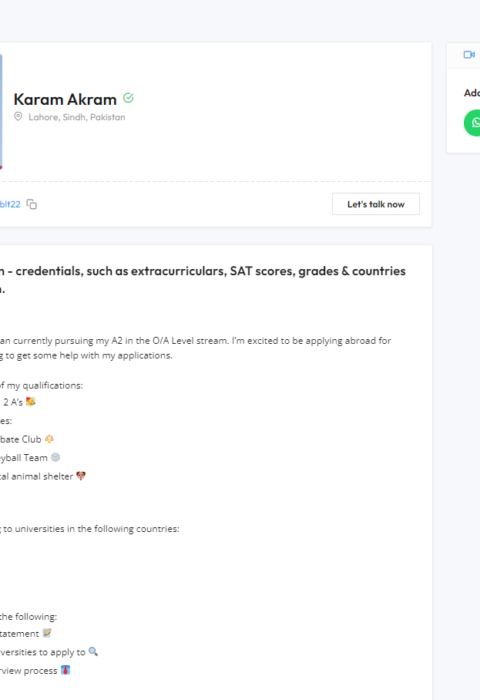 Karam Akram
Lahore, Sindh, Pakistan
Add
blt22
Let's talk now
n - credentials, such as extracurriculars, SAT scores, grades & countries
n.
an currently pursuing my A2 in the O/A Level stream. I'm excited to be applying abroad for
g to get some help with my applications.
of my qualifications:
2 A's
es:
bate Club
yball Team
cal animal shelter
g to universities in the following countries:
the following:
tatement
versities to apply to
rview process